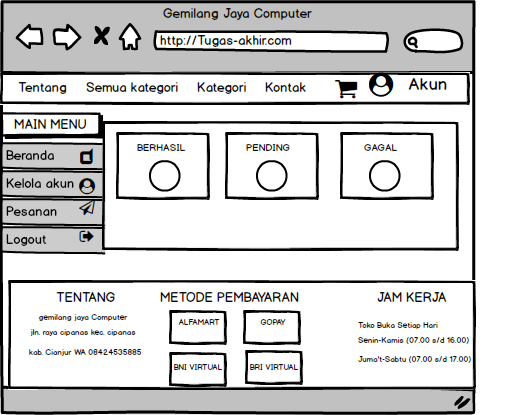 Gemilang Jaya Computer
http://Tugas-akhir.com
Tentang Semua kategori Kategori Kontak Akun
MAIN MENU
Beranda
Kelola akun
Pesanan
Logout
BERHASIL PENDING GAGAL
TENTANG
gemilang jaya computer
jln. raya cipanas kec. cipanas
kab. Cianjur WA 08424535885
METODE PEMBAYARAN
ALFAMART GOPAY
BNI VIRTUAL BRI VIRTUAL
JAM KERJA
Toko Buka Setiap Hari
Senin-Kamis (07.00 s/d 16.00)
Juma't-Sabtu (07.00 s/d 17.00)